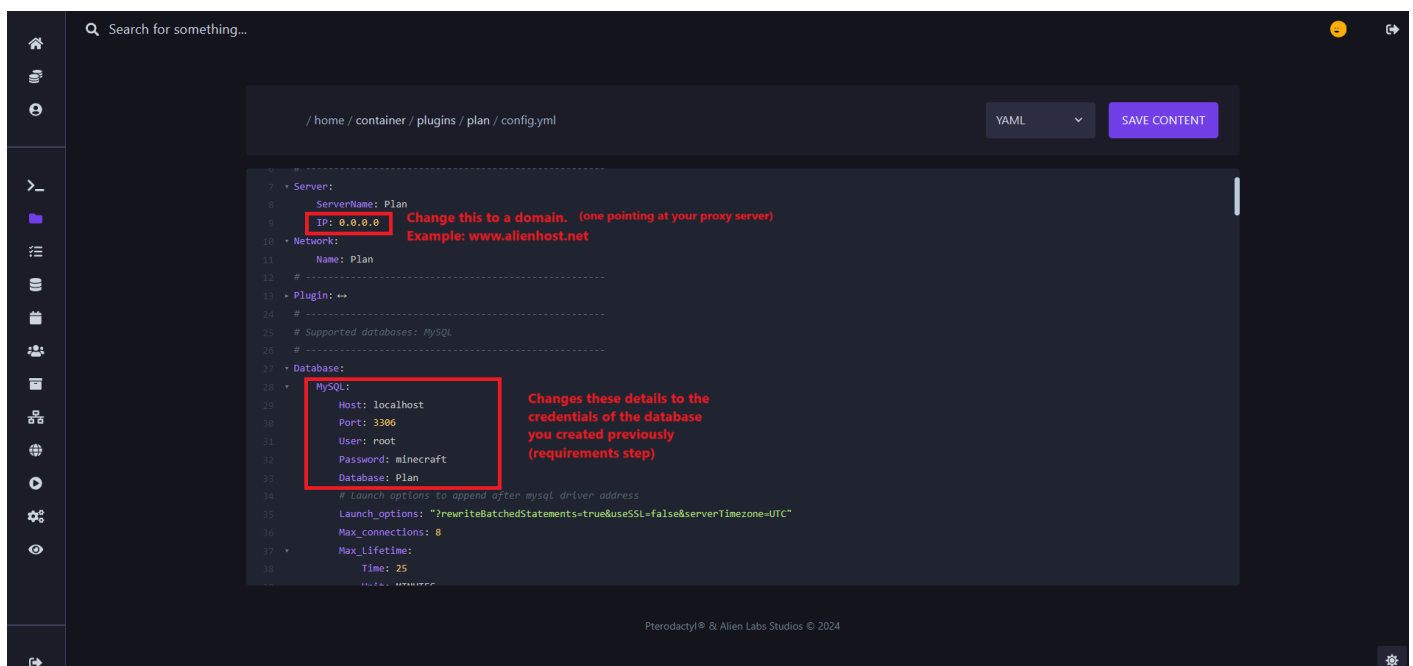 Search for something...
/ home / container / plugins / plan / config.yml
YAML
SAVE CONTENT
6 # -----------------------------------------------------
7 Server:
8 ServerName: Plan
9 IP: 0.0.0.0
Change this to a domain. (one pointing at your proxy server)
Example: www.alienhost.net
10 Network:
11 Name: Plan
12 # -----------------------------------------------------
13 Plugin:↔
24 # -----------------------------------------------------
25 # Supported databases: MySQL
26 # -----------------------------------------------------
27 Database:
28 MySQL:
29 Host: localhost
30 Port: 3306
31 User: root
32 Password: minecraft
33 Database: Plan
Changes these details to the
credentials of the database
you created previously
(requirements step)
34 # Launch options to append after mysql driver address
35 Launch_options: "?rewriteBatchedStatements=true&useSSL=false&serverTimezone=UTC"
36 Max_connections: 8
37 Max_Lifetime:
38 Time: 25
Unit: MINUTES
Pterodactyl® & Alien Labs Studios © 2024